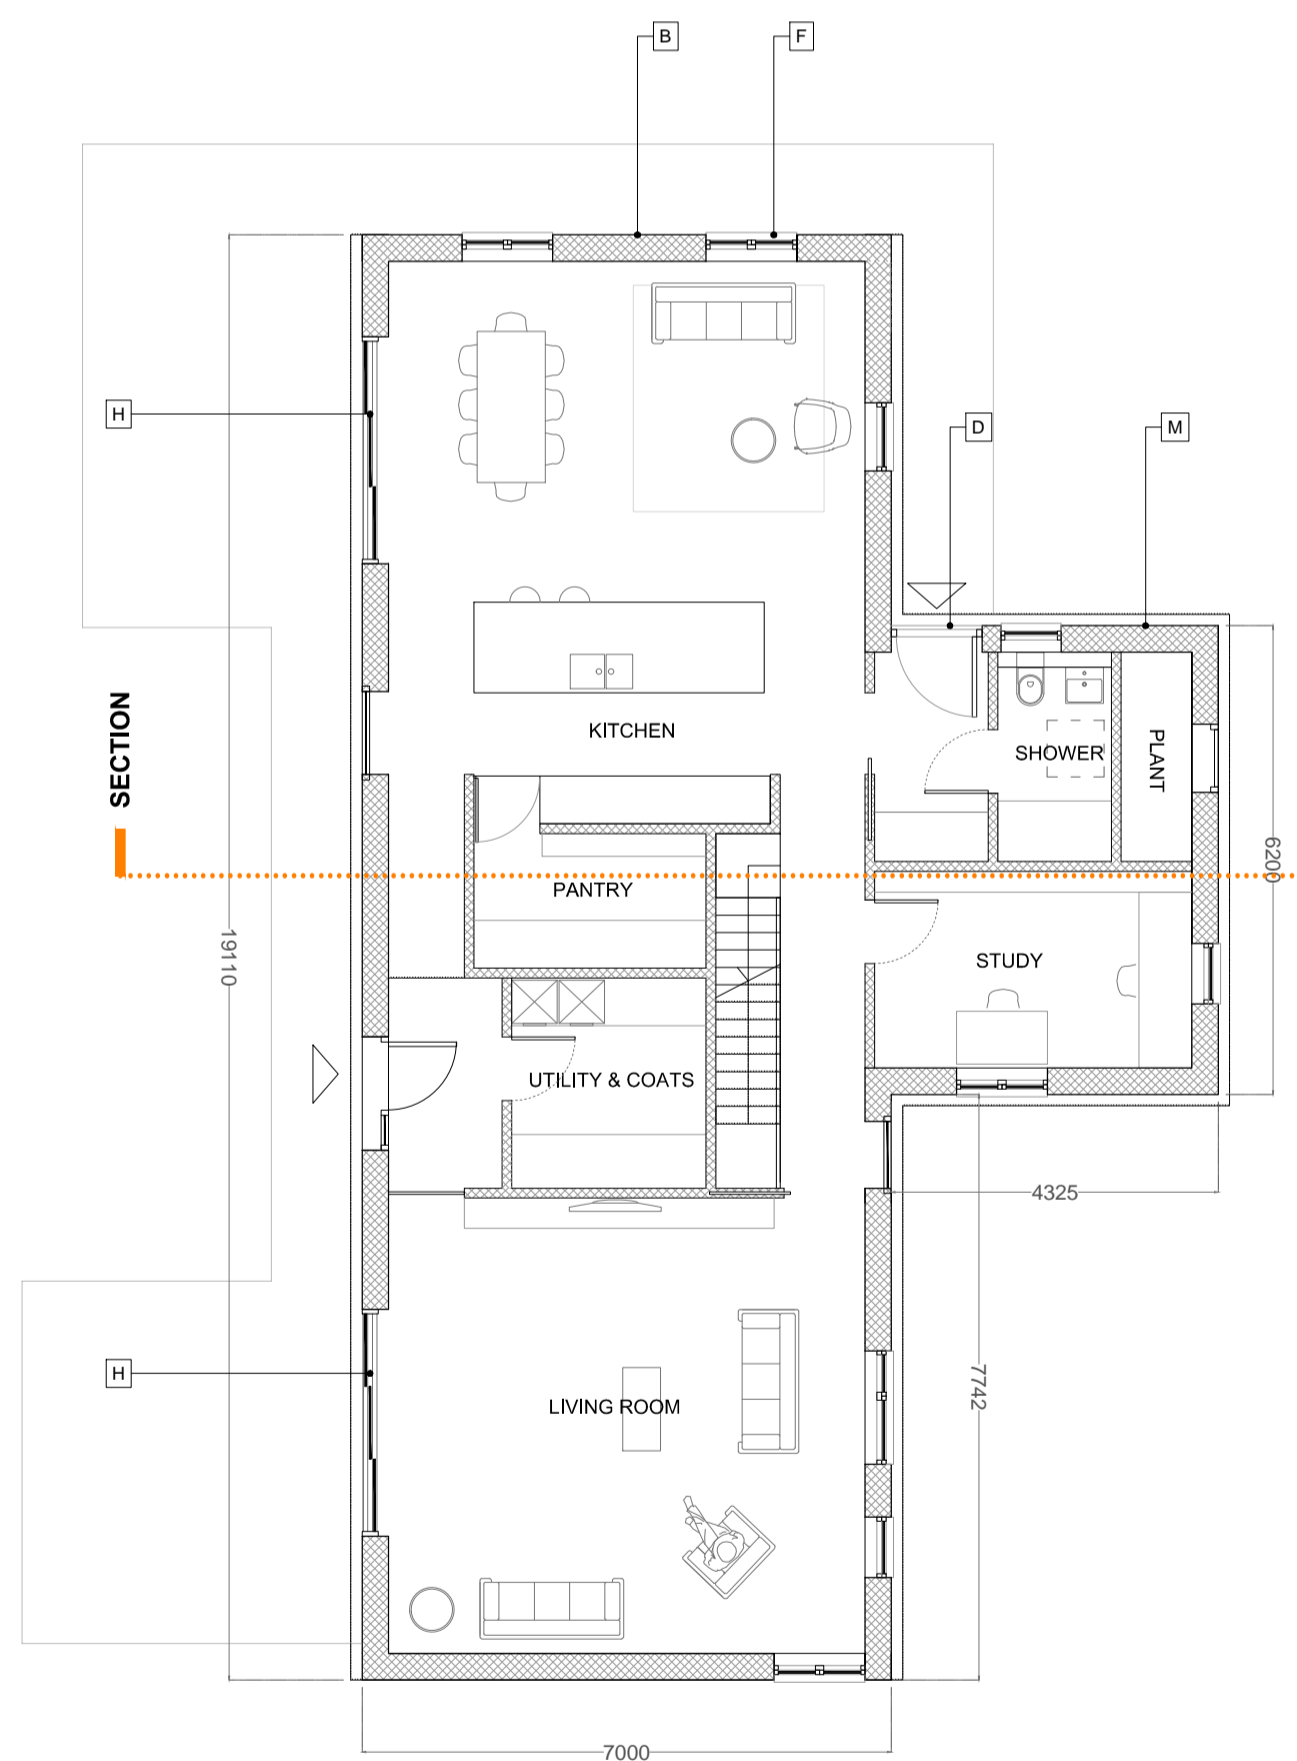 B
F
H
D
M
SECTION
KITCHEN
SHOWER
PLANT
6200
PANTRY
19110
STUDY
UTILITY & COATS
4325
H
7742
LIVING ROOM
7000